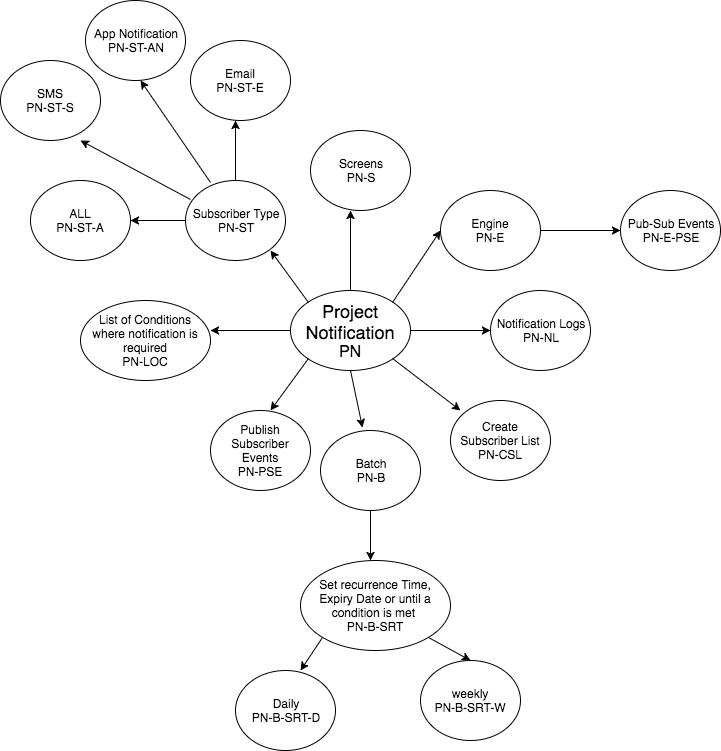 App Notification
PN-ST-AN
Email
PN-ST-E
SMS
PN-ST-S
Screens
PN-S
ALL
PN-ST-A
Subscriber Type
PN-ST
Engine
PN-E
Pub-Sub Events
PN-E-PSE
Project
Notification
PN
List of Conditions
where notification is
required
PN-LOC
Notification Logs
PN-NL
Publish
Subscriber
Events
PN-PSE
Create
Subscriber List
PN-CSL
Batch
PN-B
Set recurrence Time,
Expiry Date or until a
condition is met
PN-B-SRT
Daily
PN-B-SRT-D
weekly
PN-B-SRT-W